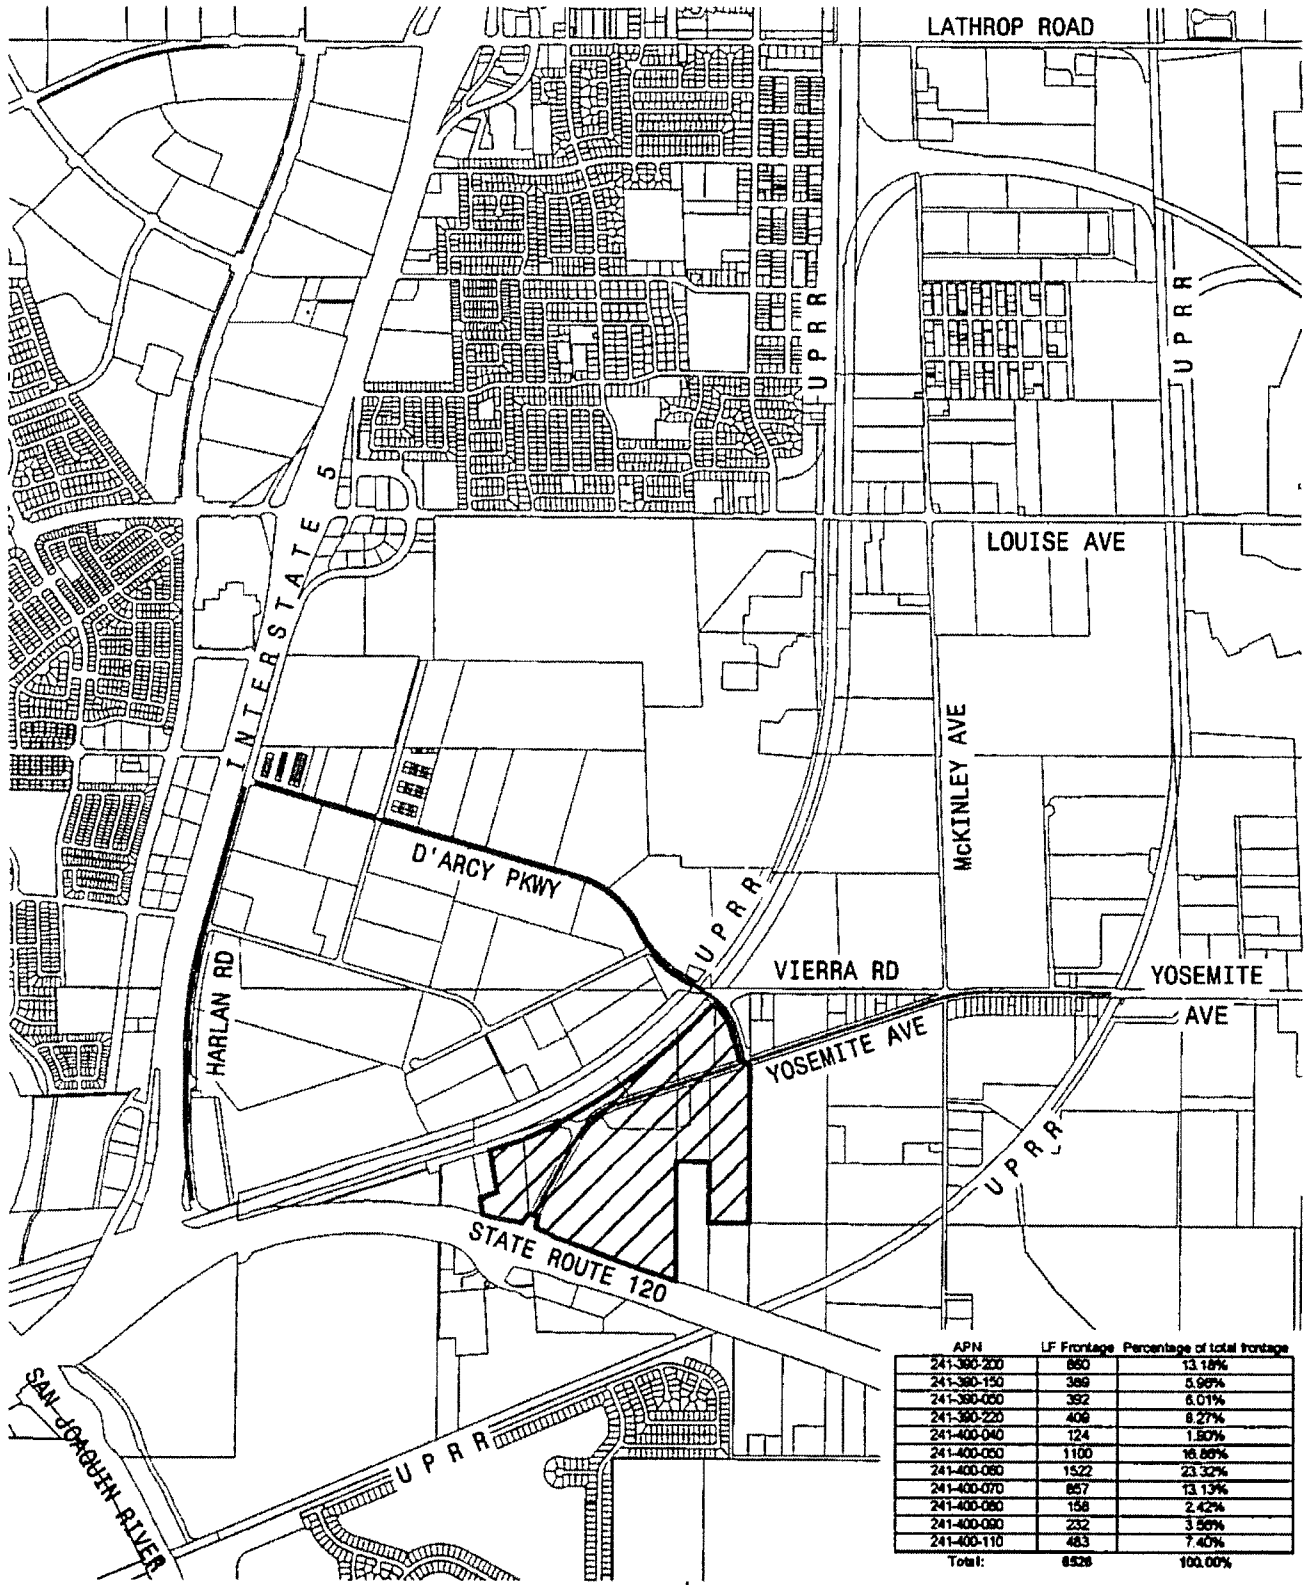 LATHROP ROAD
UPRR
UPRR
INTERSTATE 5
LOUISE AVE
McKINLEY AVE
D'ARCY PKWY
UPRR
HARLAN RD
VIERRA RD
YOSEMITE
AVE
YOSEMITE AVE
UPRR
STATE ROUTE 120
SAN JOAQUIN RIVER
UPRR
APN LF Frontage Percentage of total frontage
241-390-200 860 13.18%
241-390-150 389 5.96%
241-390-050 392 6.01%
241-390-220 409 6.27%
241-400-040 124 1.90%
241-400-050 1100 16.86%
241-400-060 1522 23.32%
241-400-070 857 13.13%
241-400-080 158 2.42%
241-400-090 232 3.56%
241-400-110 483 7.40%
Total: 6526 100.00%